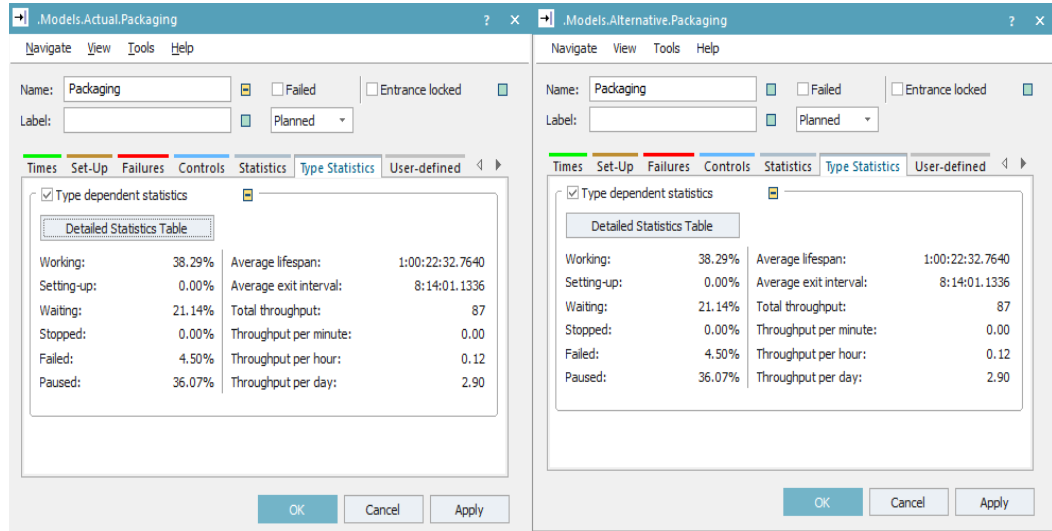 .Models.Actual.Packaging ? X
Navigate View Tools Help
Name: Packaging Failed Entrance locked
Label: Planned
Times Set-Up Failures Controls Statistics Type Statistics User-defined
Type dependent statistics
Detailed Statistics Table
Working: 38.29% Average lifespan: 1:00:22:32.7640
Setting-up: 0.00% Average exit interval: 8:14:01.1336
Waiting: 21.14% Total throughput: 87
Stopped: 0.00% Throughput per minute: 0.00
Failed: 4.50% Throughput per hour: 0.12
Paused: 36.07% Throughput per day: 2.90
OK Cancel Apply
.Models.Alternative.Packaging ? X
Navigate View Tools Help
Name: Packaging Failed Entrance locked
Label: Planned
Times Set-Up Failures Controls Statistics Type Statistics User-defined
Type dependent statistics
Detailed Statistics Table
Working: 38.29% Average lifespan: 1:00:22:32.7640
Setting-up: 0.00% Average exit interval: 8:14:01.1336
Waiting: 21.14% Total throughput: 87
Stopped: 0.00% Throughput per minute: 0.00
Failed: 4.50% Throughput per hour: 0.12
Paused: 36.07% Throughput per day: 2.90
OK Cancel Apply